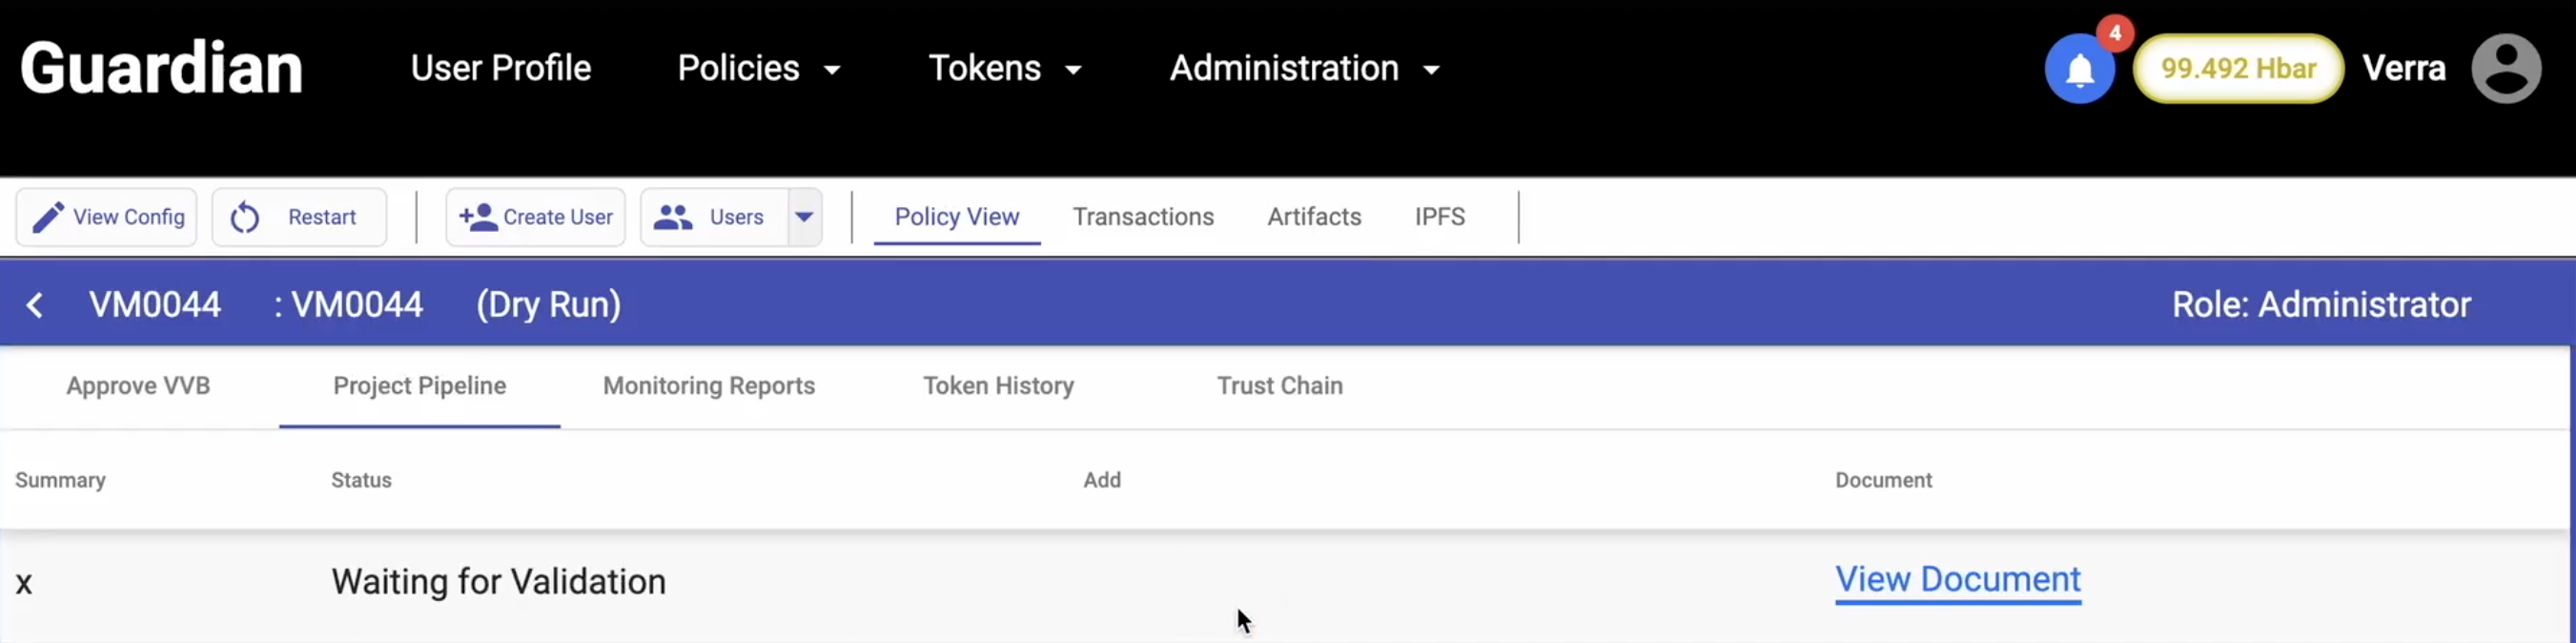 Guardian User Profile Policies Tokens Administration 4 99.492 Hbar Verra
View Config Restart Create User Users Policy View Transactions Artifacts IPFS
VM0044 : VM0044 (Dry Run) Role: Administrator
Approve VVB Project Pipeline Monitoring Reports Token History Trust Chain
Summary Status Add Document
x Waiting for Validation View Document